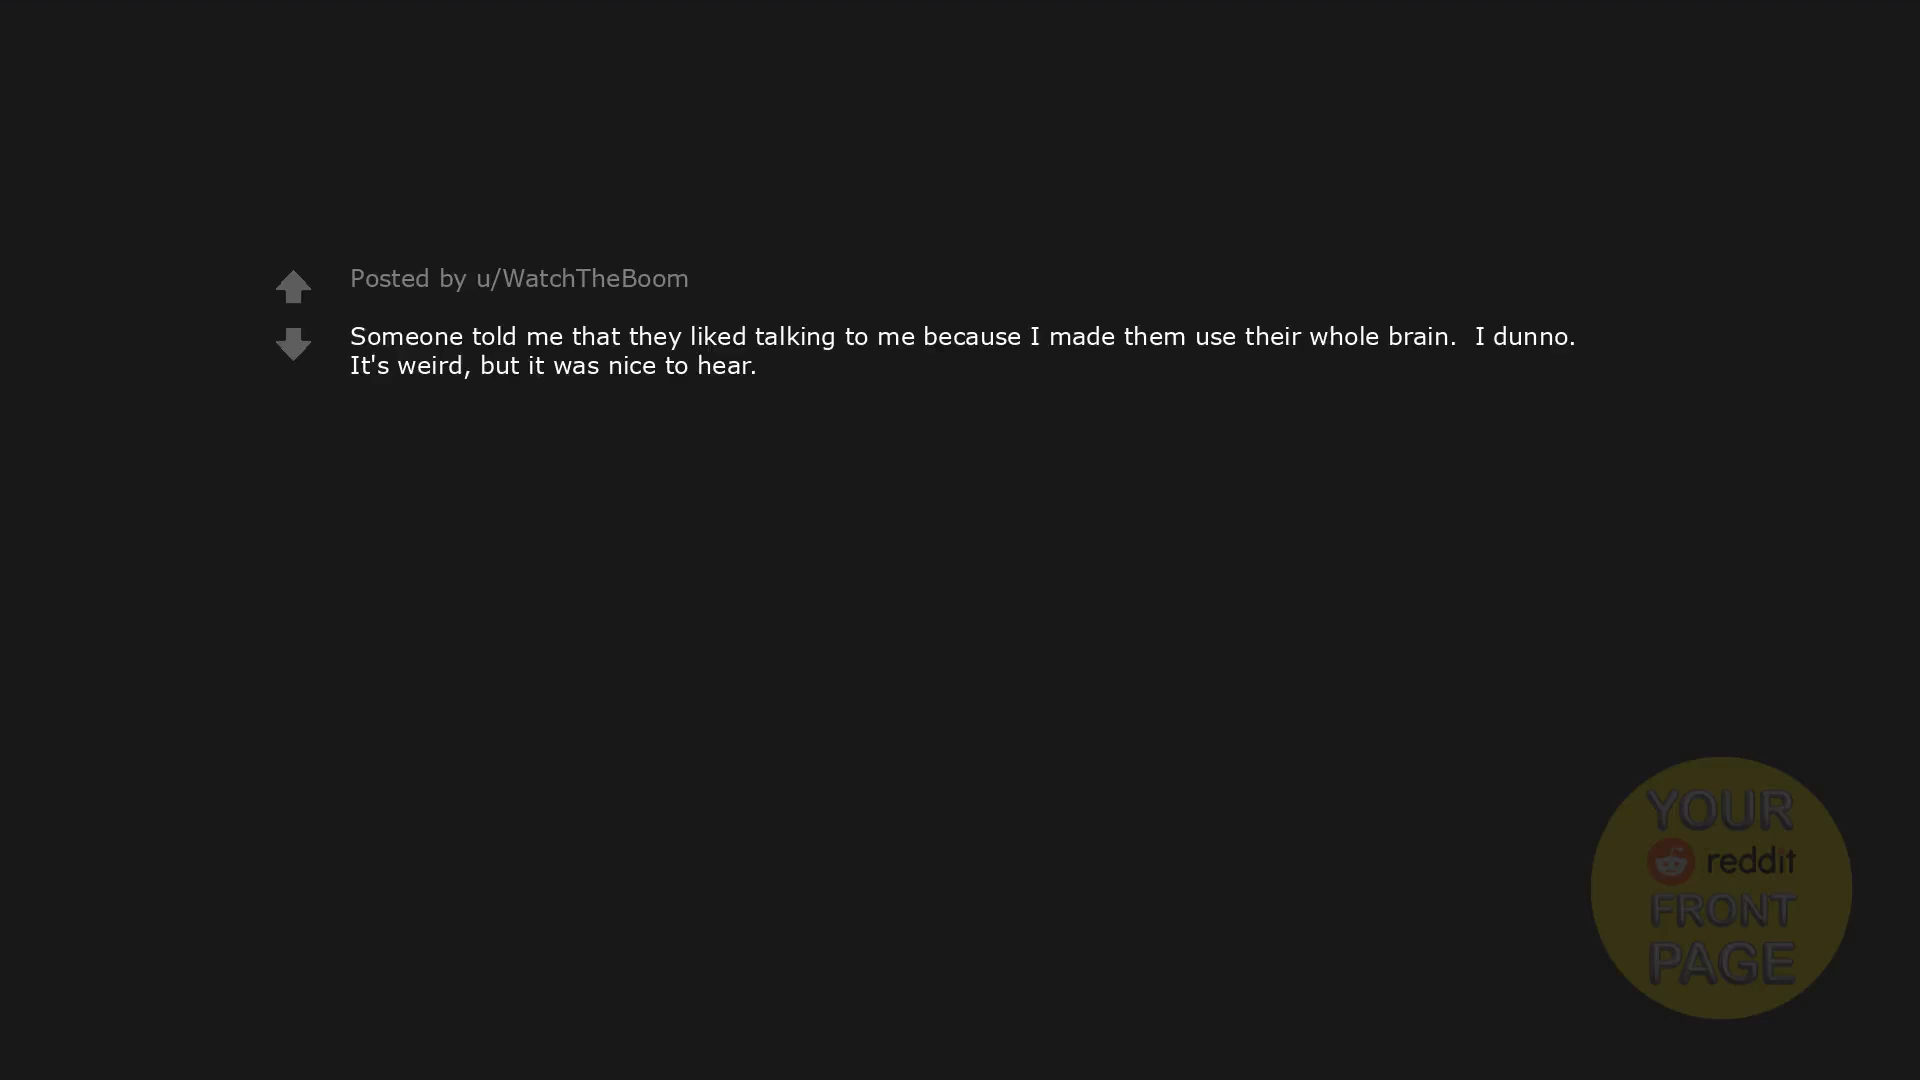 Posted by u/WatchTheBoom
Someone told me that they liked talking to me because I made them use their whole brain.  I dunno.
It's weird, but it was nice to hear.
YOUR
reddit
FRONT
PAGE